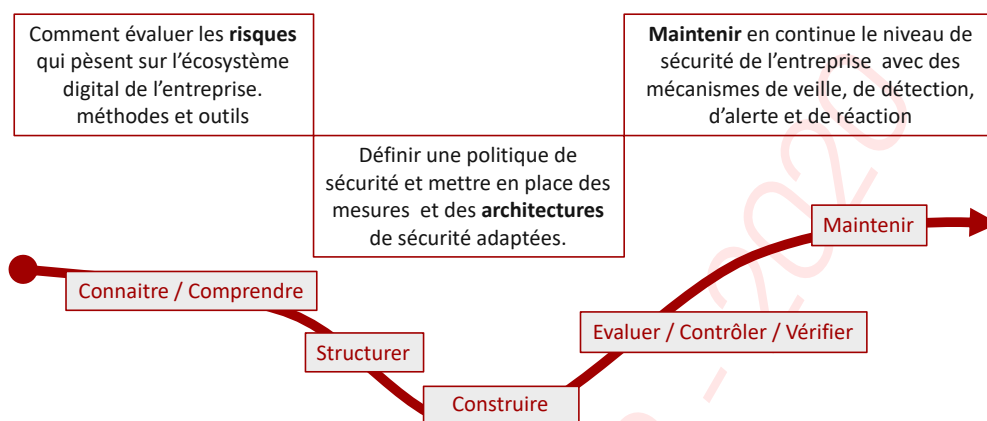 Comment évaluer les risques
qui pèsent sur l'écosystème
digital de l'entreprise.
méthodes et outils
Maintenir en continue le niveau de
sécurité de l'entreprise avec des
mécanismes de veille, de détection,
d'alerte et de réaction
Définir une politique de
sécurité et mettre en place des
mesures et des architectures
de sécurité adaptées.
Maintenir
Connaitre / Comprendre
Evaluer / Contrôler / Vérifier
Structurer
Construire
- 2020